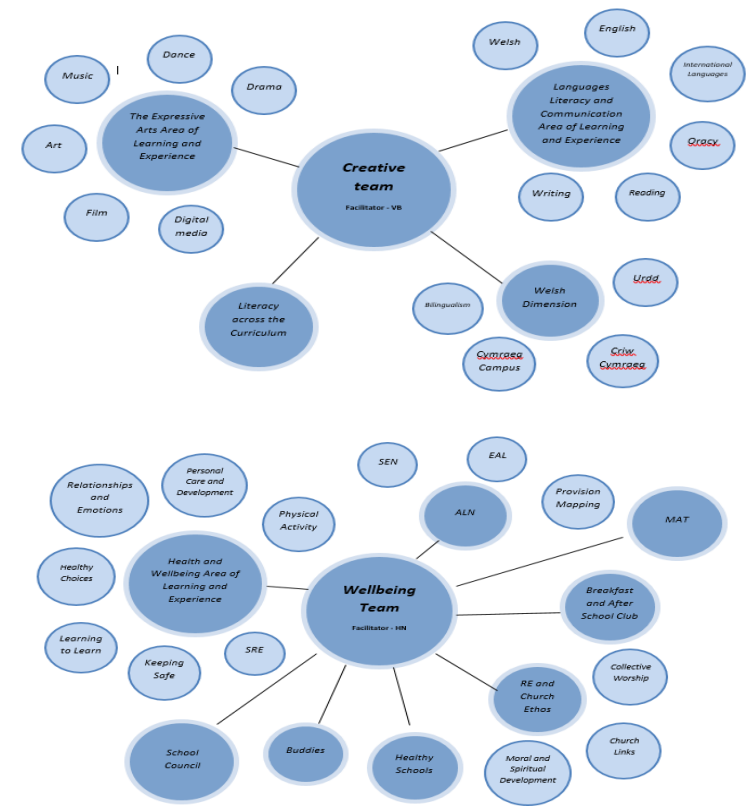 Dance
Music
Drama
The Expressive
Arts Area of
Learning and
Experience
Art
Film
Digital
media
Creative
team
Facilitator - VB
Welsh
English
International
Languages
Languages
Literacy and
Communication
Area of Learning
and Experience
Oracy
Writing
Reading
Literacy
across the
Curriculum
Welsh
Dimension
Bilingualism
Urdd
Cymraeg
Campus
Criw
Cymraeg
Relationships
and
Emotions
Personal
Care and
Development
Physical
Activity
Healthy
Choices
Health and
Wellbeing Area of
Learning and
Experience
Learning
to Learn
Keeping
Safe
SRE
Wellbeing
Team
Facilitator - HN
SEN
EAL
ALN
Provision
Mapping
MAT
Breakfast
and After
School Club
RE and
Church
Ethos
Collective
Worship
Church
Links
Moral and
Spiritual
Development
School
Council
Buddies
Healthy
Schools